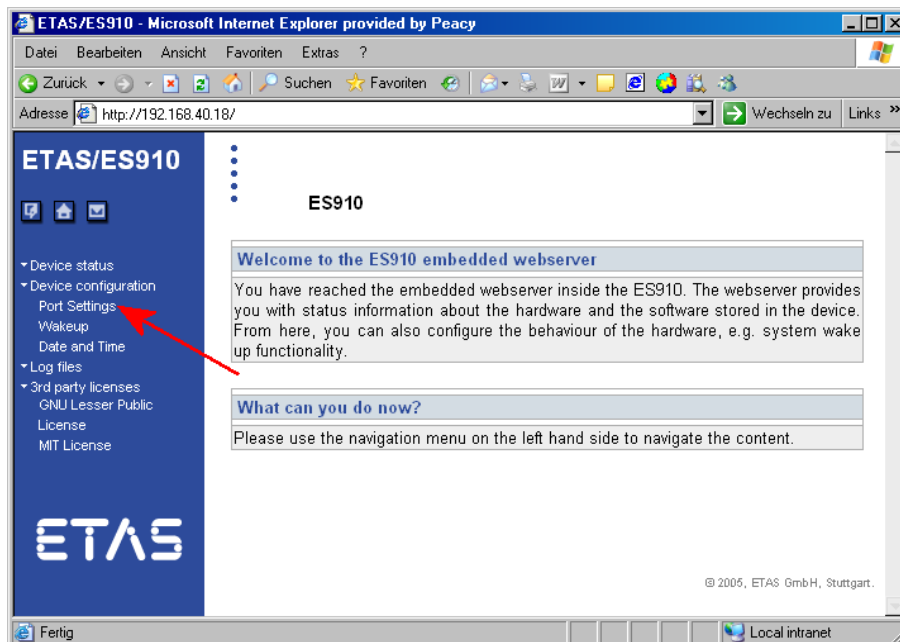 ETAS/ES910 - Microsoft Internet Explorer provided by Peacy
Datei Bearbeiten Ansicht Favoriten Extras ?
Zurück Suchen Favoriten
Adresse http://192.168.40.18/ Wechseln zu Links »
ETAS/ES910
Device status
Device configuration
Port Settings
Wakeup
Date and Time
Log files
3rd party licenses
GNU Lesser Public
License
MIT License
ETAS
ES910
Welcome to the ES910 embedded webserver
You have reached the embedded webserver inside the ES910. The webserver provides
you with status information about the hardware and the software stored in the device.
From here, you can also configure the behaviour of the hardware, e.g. system wake
up functionality.
What can you do now?
Please use the navigation menu on the left hand side to navigate the content.
© 2005, ETAS GmbH, Stuttgart.
Fertig
Local intranet